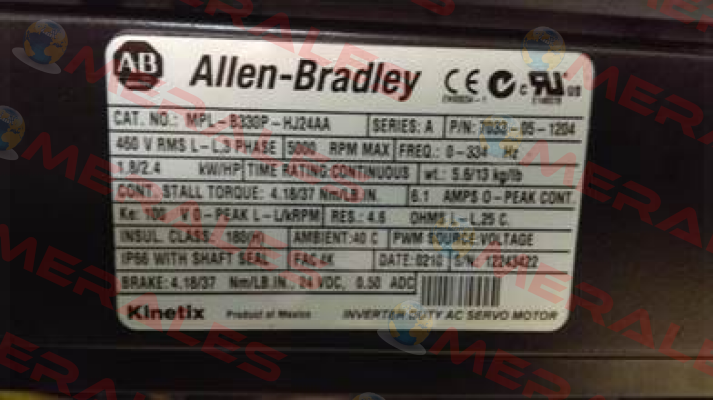 AB Allen-Bradley CE C UR US
CAT. NO.: MPL-B330P-HJ24AA SERIES: A P/N: 7033-05-1204
460 V RMS L-L,3 PHASE 5000 RPM MAX FREQ.: 0-334 Hz
1.8/2.4 kW/HP TIME RATING:CONTINUOUS wt.: 5.6/13 kg/lb
CONT. STALL TORQUE: 4.18/37 Nm/LB.IN. 6.1 AMPS 0-PEAK CONT.
Ke: 100 V 0-PEAK L-L/kRPM RES.: 4.6 OHMS L-L,25 C.
INSUL. CLASS: 180(H) AMBIENT:40 C PWM SOURCE:VOLTAGE
IP66 WITH SHAFT SEAL FAC 4K DATE:0210 S/N: 12243422
BRAKE: 4.18/37 Nm/LB.IN., 24 VDC, 0.50 ADC
Kinetix Product of Mexico INVERTER DUTY AC SERVO MOTOR
MERALES